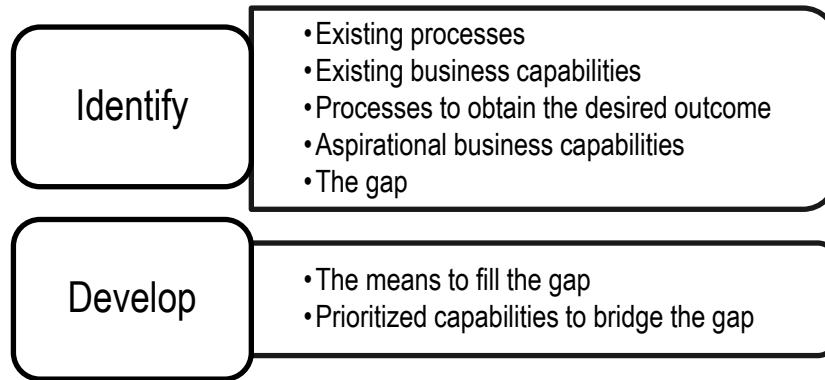 Identify
•Existing processes
•Existing business capabilities
•Processes to obtain the desired outcome
•Aspirational business capabilities
•The gap
Develop
•The means to fill the gap
•Prioritized capabilities to bridge the gap